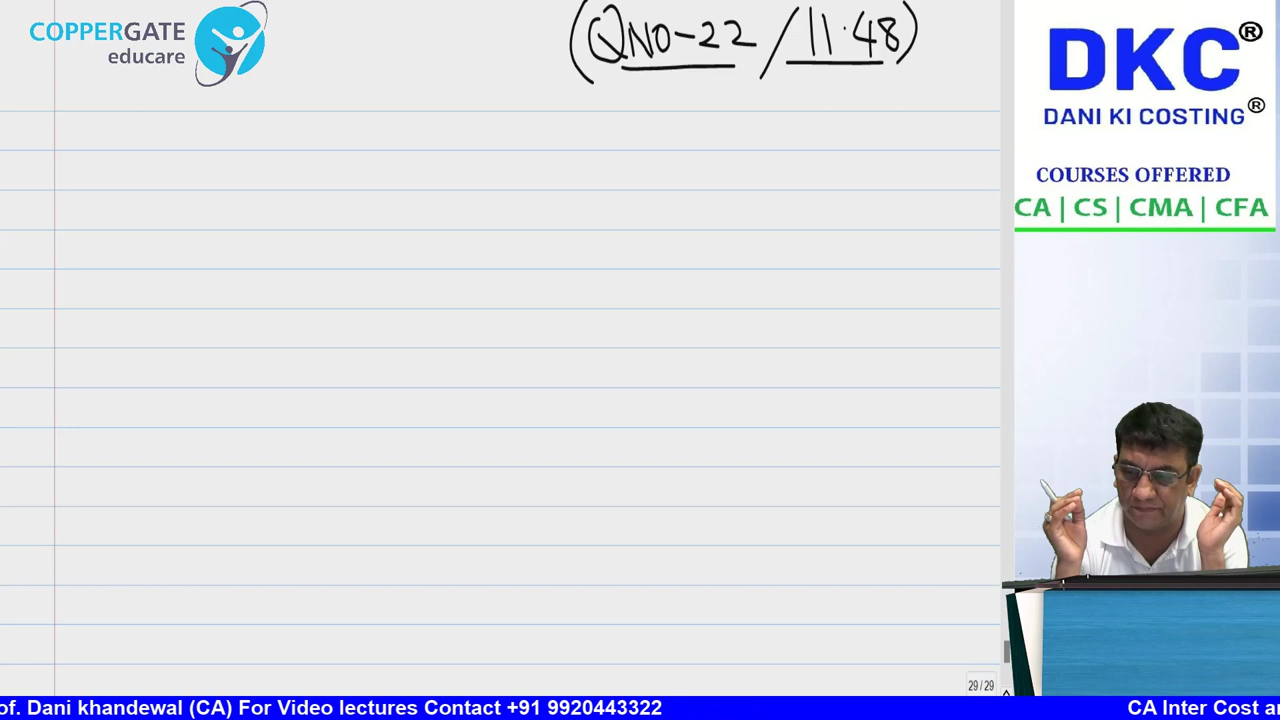 COPPERGATE
educare
(QNO-22 / 11.48)
DKC®
DANI KI COSTING®
COURSES OFFERED
CA | CS | CMA | CFA
29 / 29
of. Dani khandewal (CA) For Video lectures Contact +91 9920443322
CA Inter Cost a